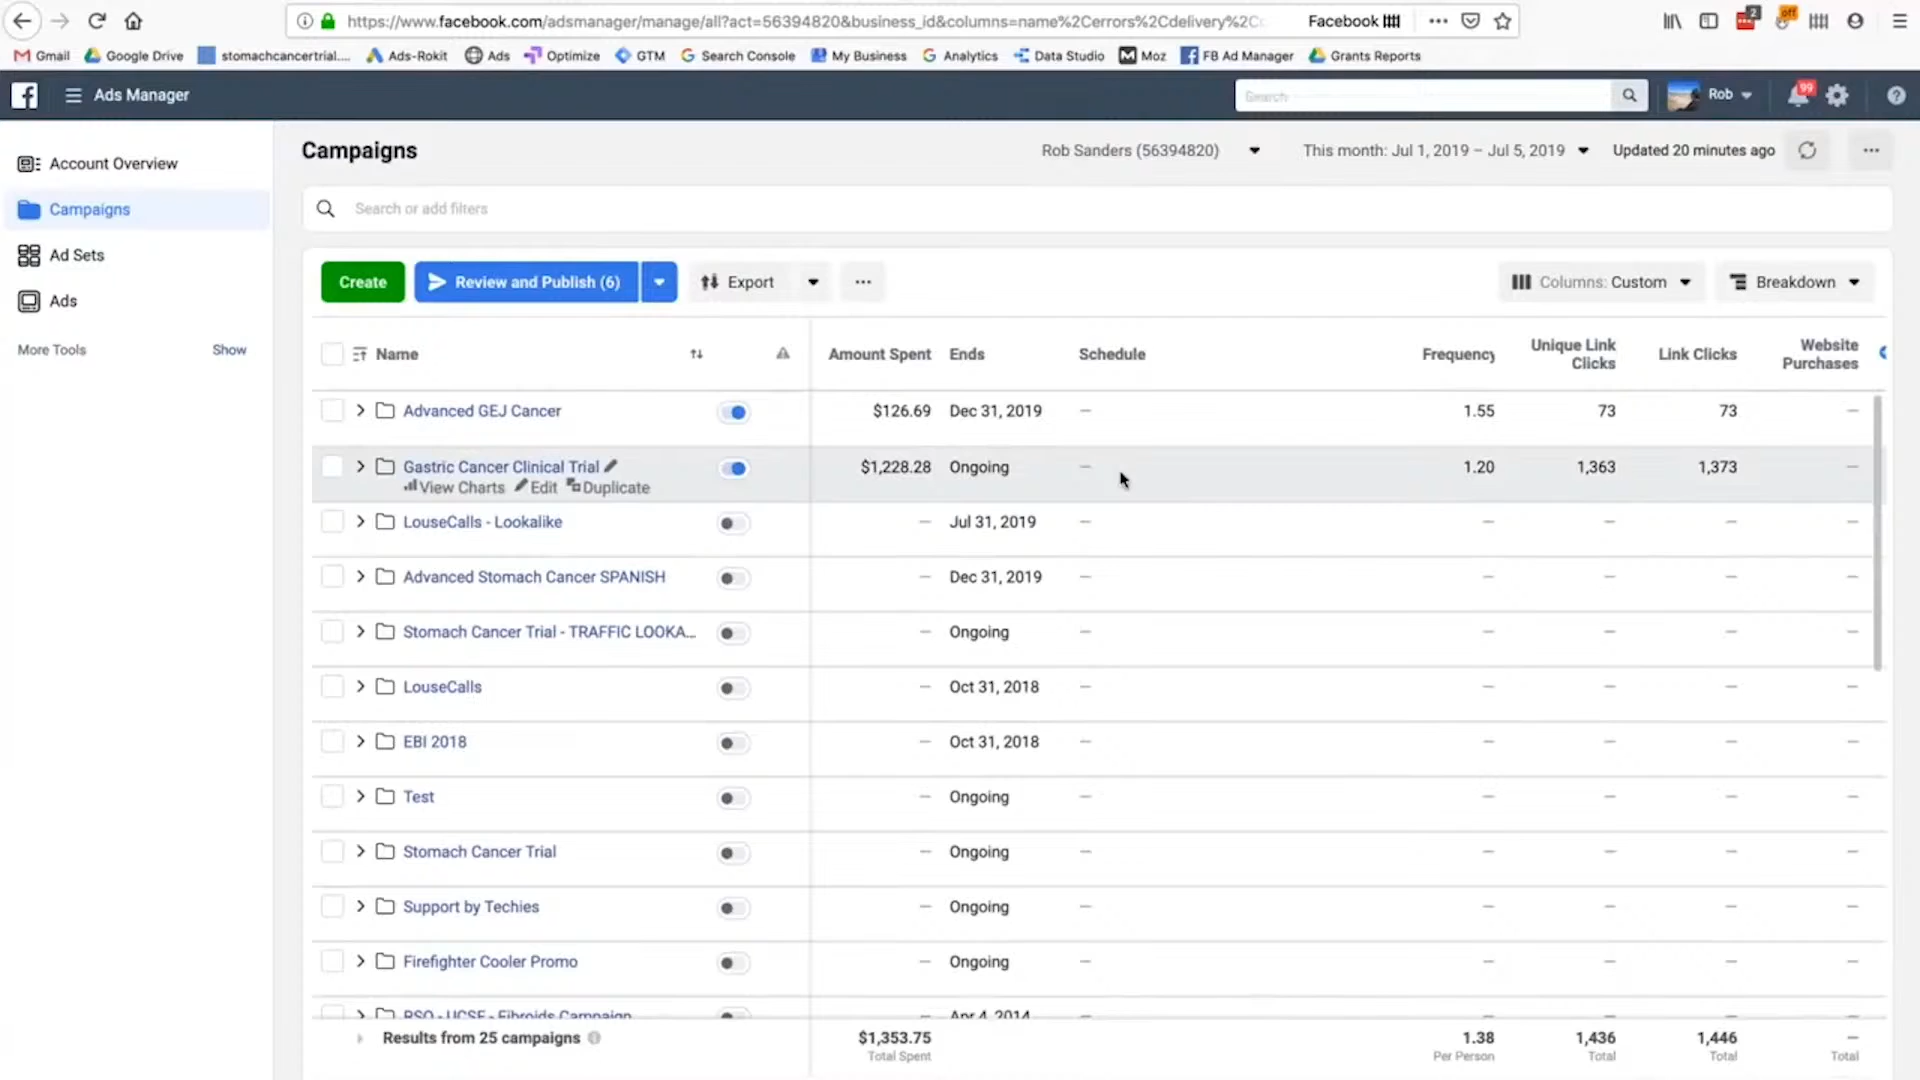 https://www.facebook.com/adsmanager/manage/all?act=56394820&business_id&columns=name%2Cerrors%2Cdelivery%2C
Facebook
2
off
Gmail
Google Drive
stomachcancertrial....
Ads-Rokit
Ads
Optimize
GTM
Search Console
My Business
Analytics
Data Studio
Moz
FB Ad Manager
Grants Reports
Ads Manager
Search
Rob
99
Account Overview
Campaigns
Ad Sets
Ads
More Tools
Show
Campaigns
Rob Sanders (56394820)
This month: Jul 1, 2019 – Jul 5, 2019
Updated 20 minutes ago
Search or add filters
Create
Review and Publish (6)
Export
Columns: Custom
Breakdown
Name Amount Spent Ends Schedule Frequency Unique Link Clicks Link Clicks Website Purchases
Advanced GEJ Cancer $126.69 Dec 31, 2019 — 1.55 73 73 —
Gastric Cancer Clinical Trial $1,228.28 Ongoing — 1.20 1,363 1,373 —
View Charts Edit Duplicate
LouseCalls - Lookalike — Jul 31, 2019 — — — — —
Advanced Stomach Cancer SPANISH — Dec 31, 2019 — — — — —
Stomach Cancer Trial - TRAFFIC LOOKA... — Ongoing — — — — —
LouseCalls — Oct 31, 2018 — — — — —
EBI 2018 — Oct 31, 2018 — — — — —
Test — Ongoing — — — — —
Stomach Cancer Trial — Ongoing — — — — —
Support by Techies — Ongoing — — — — —
Firefighter Cooler Promo — Ongoing — — — — —
RSO - UCSF - Fibroids Campaign — Apr 4, 2014 — — — — —
Results from 25 campaigns $1,353.75 1.38 1,436 1,446 —
Total Spent Per Person Total Total Total